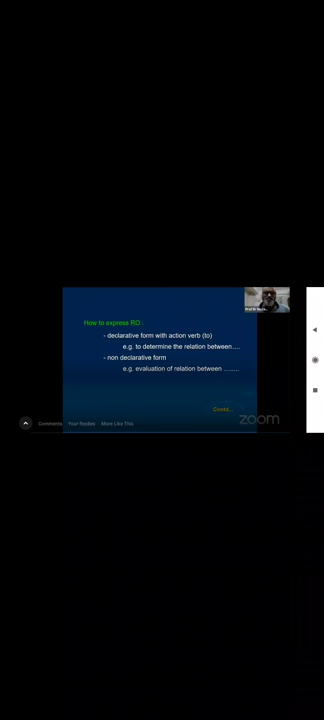 How to express RO :
- declarative form with action verb (to)
e.g. to determine the relation between.....
- non declarative form
e.g. evaluation of relation between .........
Contd...
zoom
Comments Your Replies More Like This